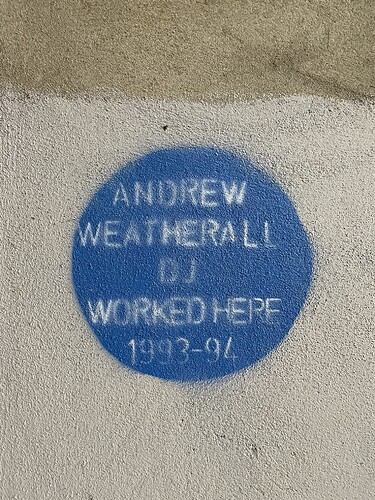 ANDREW
WEATHERALL
DJ
WORKED HERE
1993-94